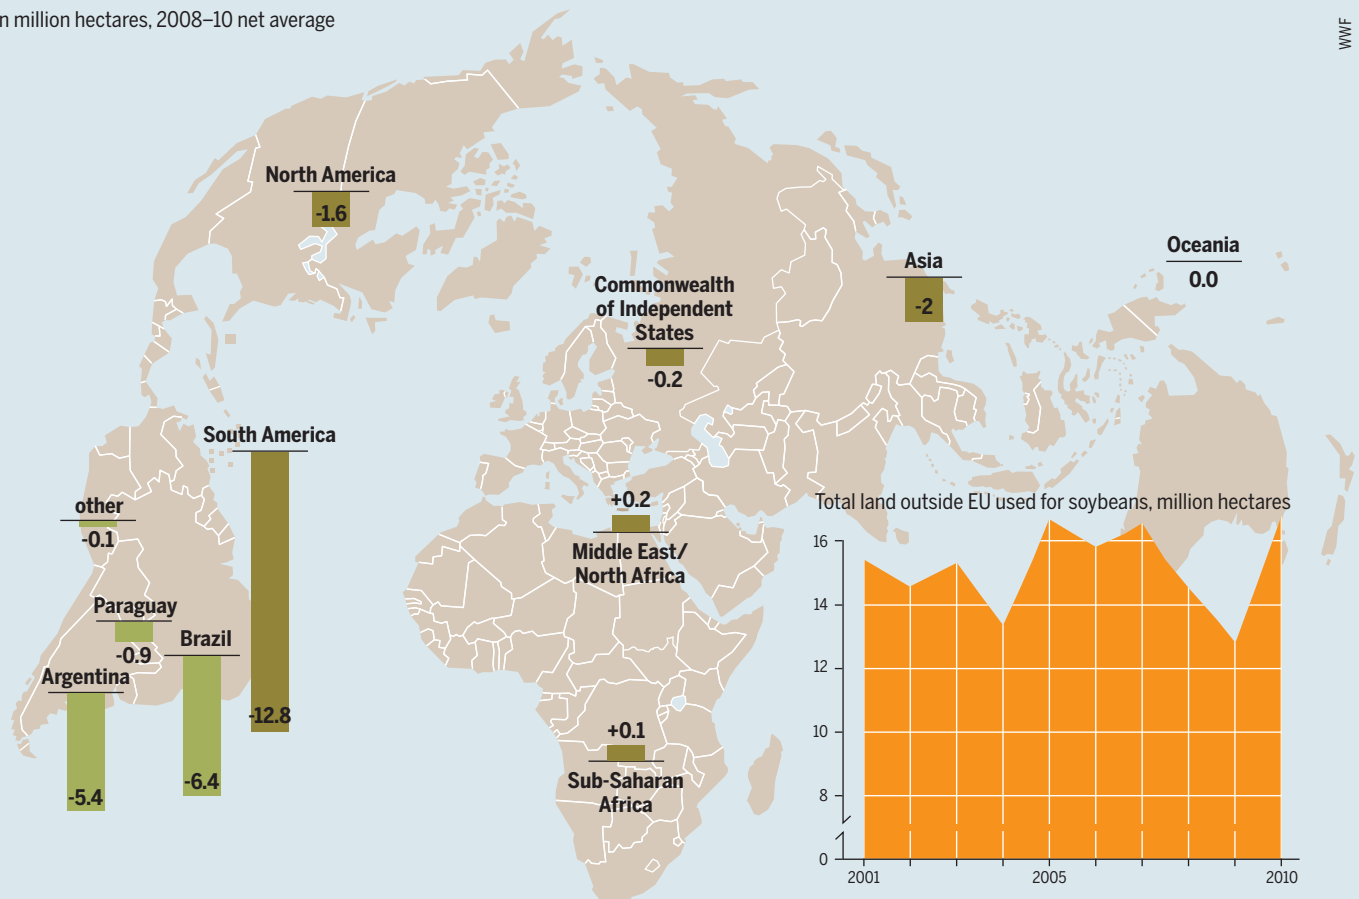 n million hectares, 2008–10 net average
WWF
North America
-1.6
Oceania
0.0
Asia
-2
Commonwealth
of Independent
States
-0.2
South America
-12.8
other
-0.1
+0.2
Middle East/
North Africa
Paraguay
-0.9
Brazil
-6.4
Argentina
-5.4
+0.1
Sub-Saharan
Africa
Total land outside EU used for soybeans, million hectares
16
14
12
10
8
0
2001
2005
2010